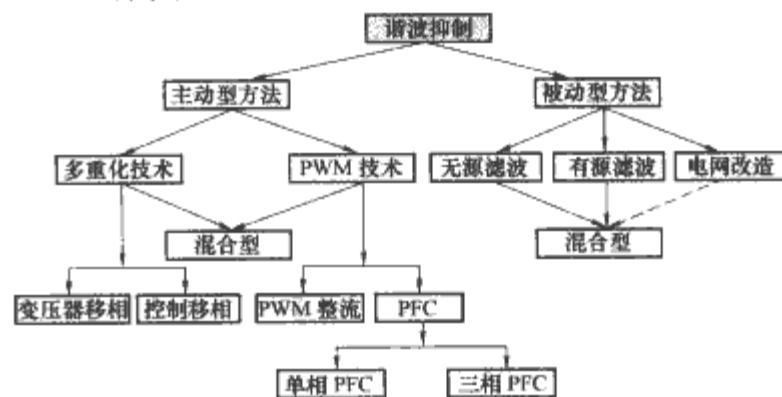 谐波抑制
主动型方法
被动型方法
多重化技术
PWM 技术
无源滤波
有源滤波
电网改造
混合型
混合型
变压器移相
控制移相
PWM 整流
PFC
单相 PFC
三相 PFC